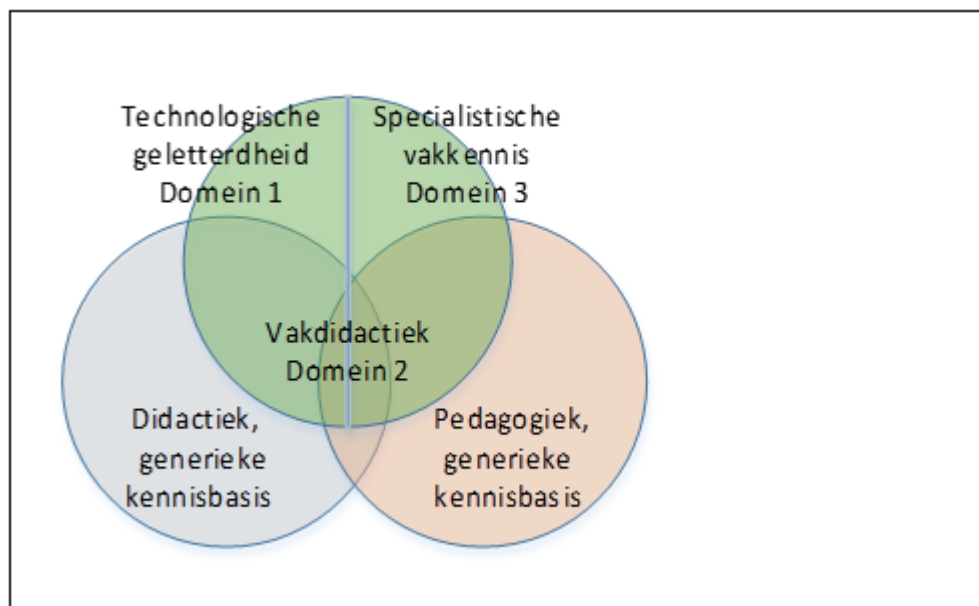 Technologische
geletterdheid
Domein 1
Specialistische
vakkennis
Domein 3
Vakdidactiek
Domein 2
Didactiek,
generieke
kennisbasis
Pedagogiek,
generieke
kennisbasis